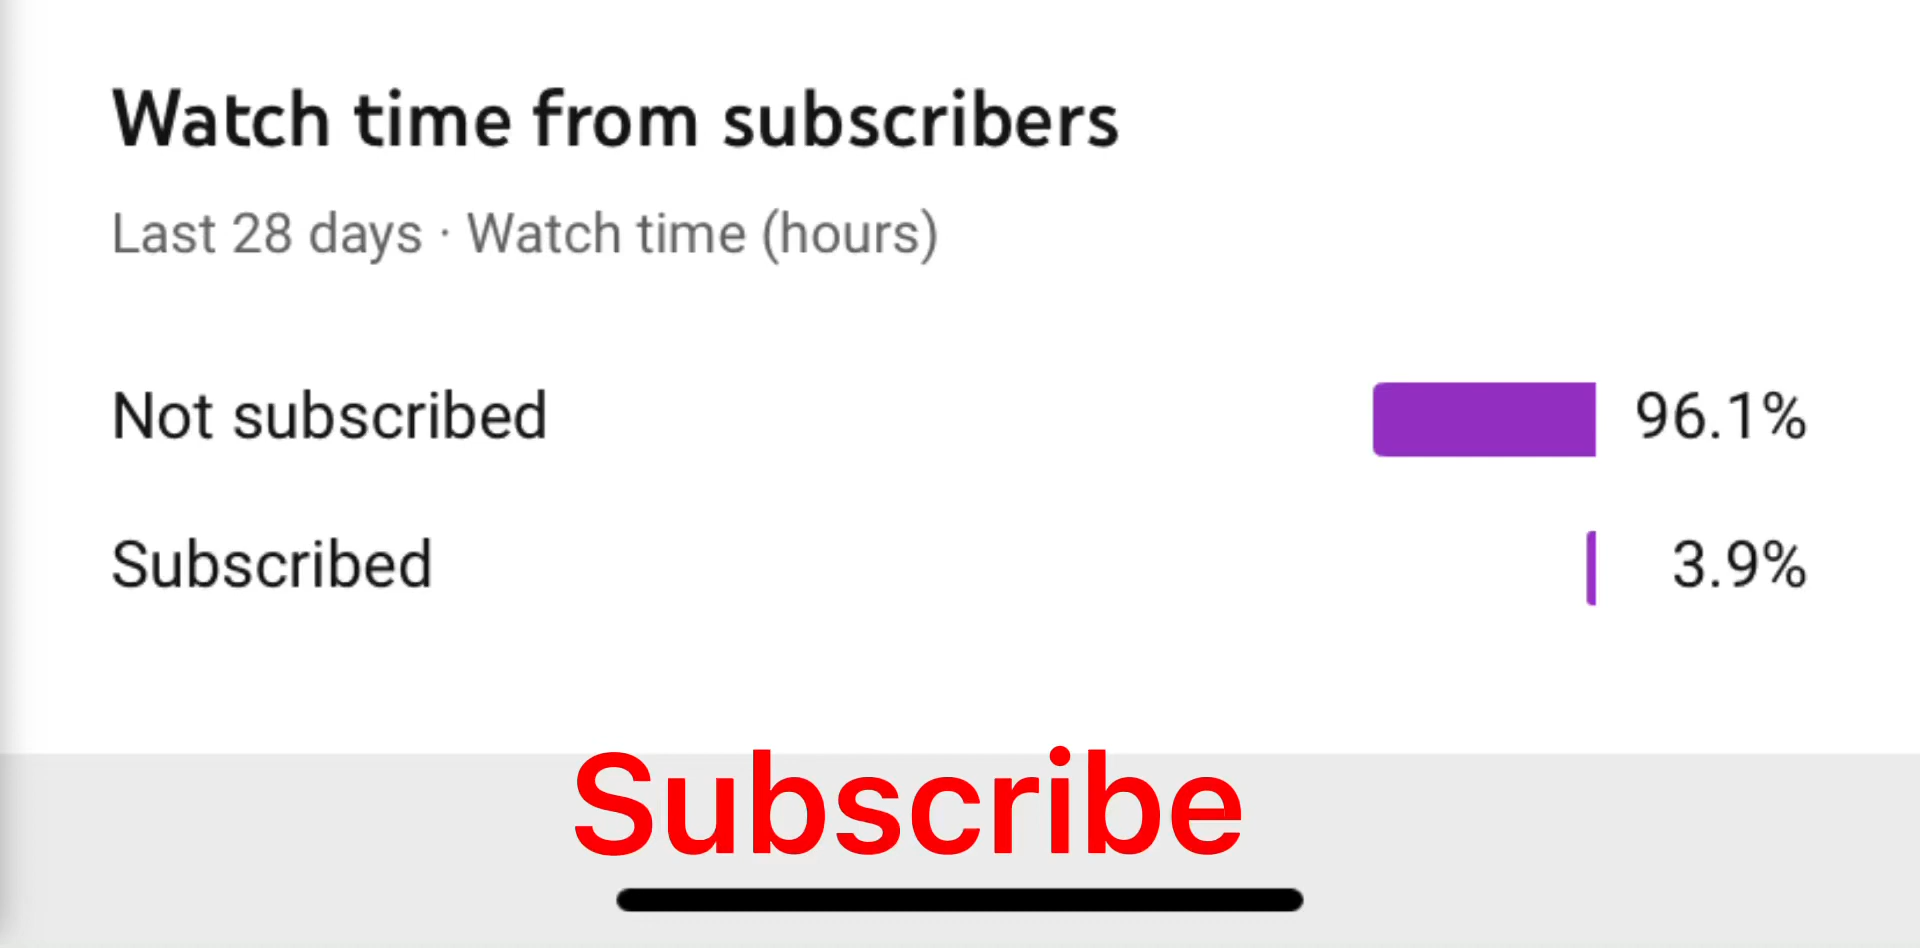 Watch time from subscribers
Last 28 days · Watch time (hours)
Not subscribed 96.1%
Subscribed 3.9%
Subscribe